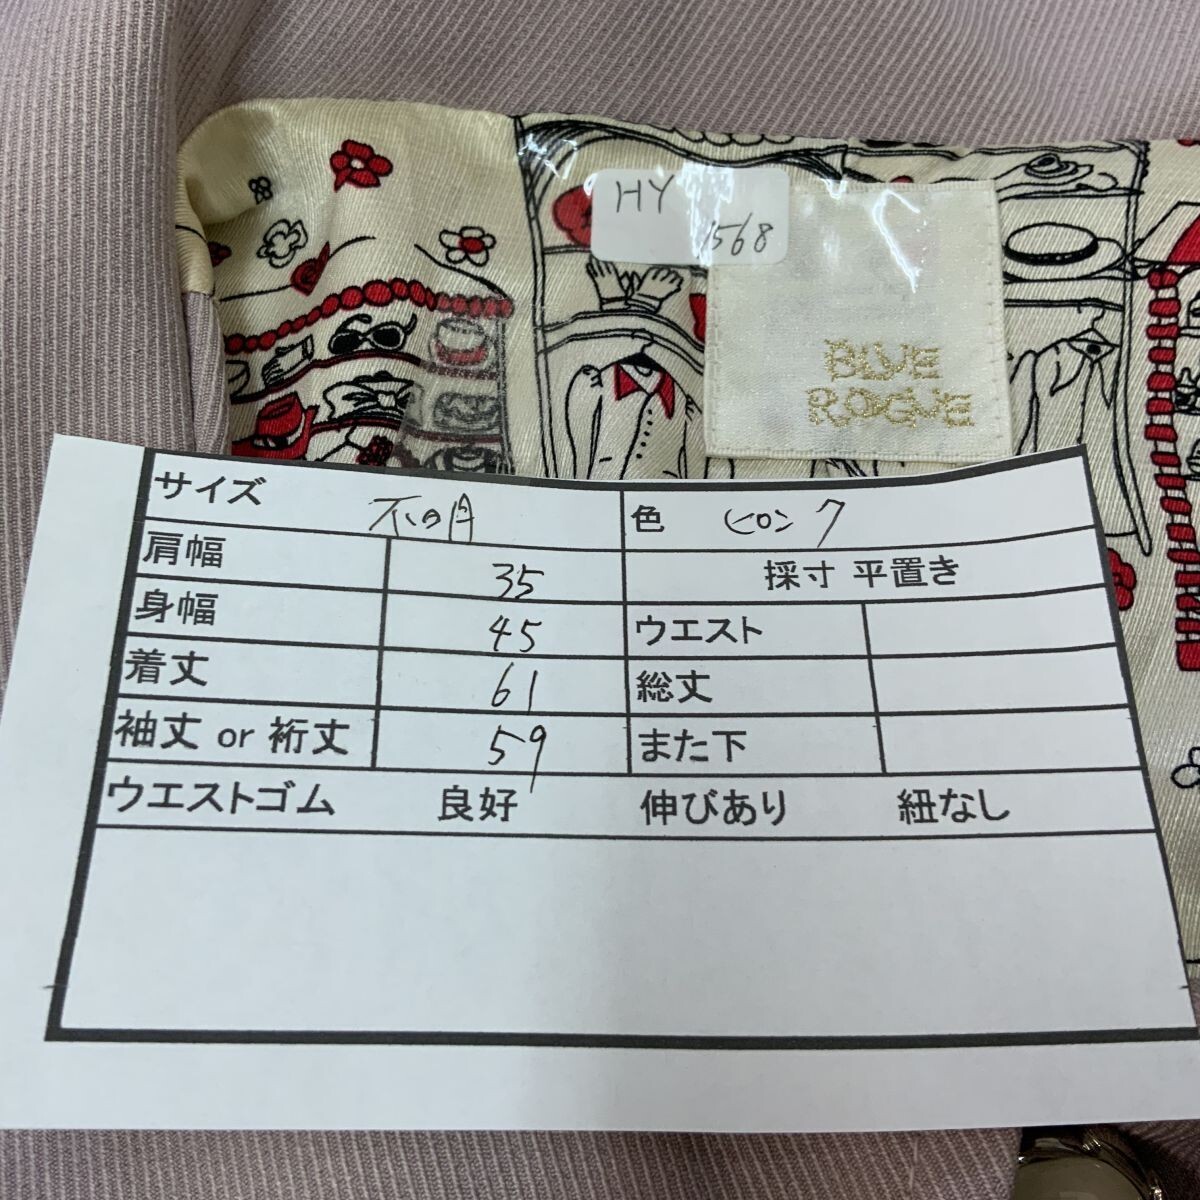 HY
1568
BLUE
ROGUE
サイズ 不明 色 ピンク
肩幅 35 採寸 平置き
身幅 45 ウエスト
着丈 61 総丈
袖丈 or 裄丈 59 また下
ウエストゴム 良好 伸びあり 紐なし